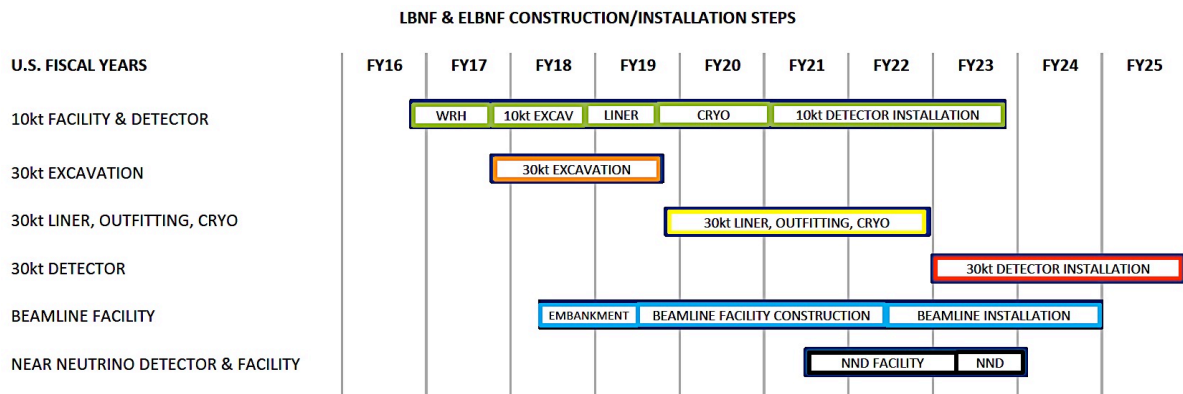 LBNF & ELBNF CONSTRUCTION/INSTALLATION STEPS
U.S. FISCAL YEARS FY16 FY17 FY18 FY19 FY20 FY21 FY22 FY23 FY24 FY25
10kt FACILITY & DETECTOR WRH 10kt EXCAV LINER CRYO 10kt DETECTOR INSTALLATION
30kt EXCAVATION 30kt EXCAVATION
30kt LINER, OUTFITTING, CRYO 30kt LINER, OUTFITTING, CRYO
30kt DETECTOR 30kt DETECTOR INSTALLATION
BEAMLINE FACILITY EMBANKMENT BEAMLINE FACILITY CONSTRUCTION BEAMLINE INSTALLATION
NEAR NEUTRINO DETECTOR & FACILITY NND FACILITY NND